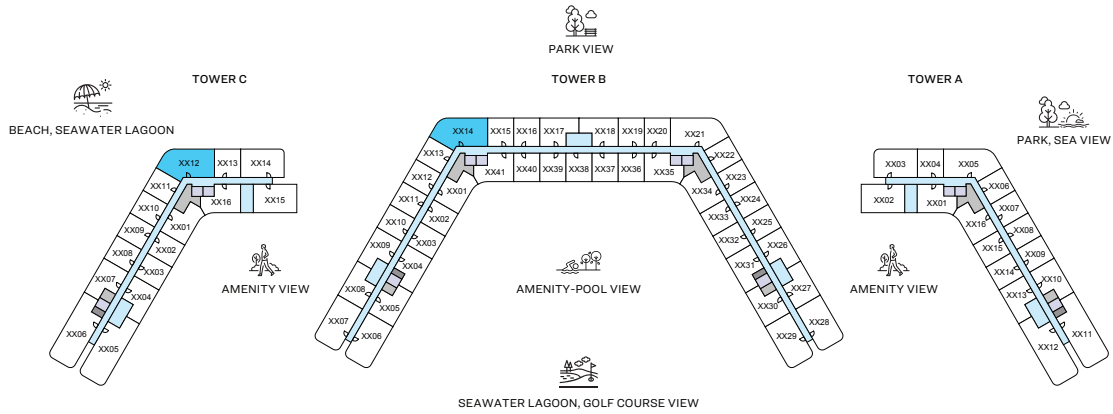 PARK VIEW
TOWER C
TOWER B
TOWER A
BEACH, SEAWATER LAGOON
PARK, SEA VIEW
XX12
XX13
XX14
XX11
XX10
XX09
XX08
XX07
XX06
XX16
XX15
XX01
XX02
XX03
XX04
XX05
XX14
XX15
XX16
XX17
XX18
XX19
XX20
XX21
XX13
XX12
XX11
XX10
XX09
XX08
XX07
XX41
XX40
XX39
XX38
XX37
XX36
XX35
XX01
XX02
XX03
XX04
XX05
XX06
XX22
XX23
XX24
XX25
XX26
XX27
XX28
XX34
XX33
XX32
XX31
XX30
XX29
XX03
XX04
XX05
XX02
XX01
XX06
XX07
XX08
XX09
XX10
XX11
XX16
XX15
XX14
XX13
XX12
AMENITY VIEW
AMENITY-POOL VIEW
AMENITY VIEW
SEAWATER LAGOON, GOLF COURSE VIEW